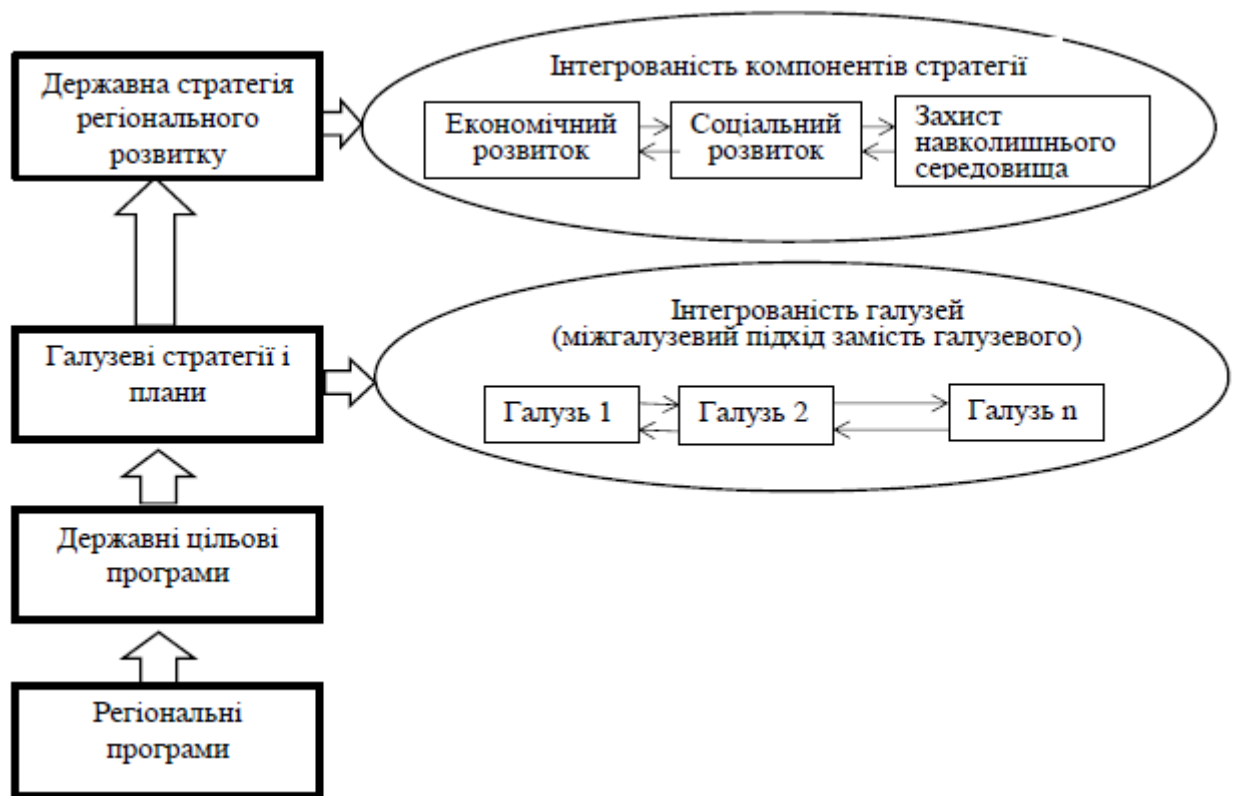 Державна стратегія
регіонального
розвитку
Інтегрованість компонентів стратегії
Економічний
розвиток
Соціальний
розвиток
Захист
навколишнього
середовища
Галузеві стратегії і
плани
Інтегрованість галузей
(міжгалузевий підхід замість галузевого)
Галузь 1
Галузь 2
Галузь n
Державні цільові
програми
Регіональні
програми